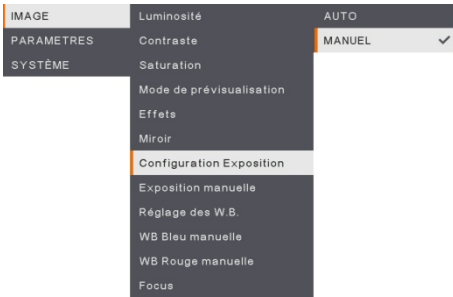 IMAGE
PARAMETRES
SYSTÈME
Luminosité
Contraste
Saturation
Mode de prévisualisation
Effets
Miroir
Configuration Exposition
Exposition manuelle
Réglage des W.B.
WB Bleu manuelle
WB Rouge manuelle
Focus
AUTO
MANUEL